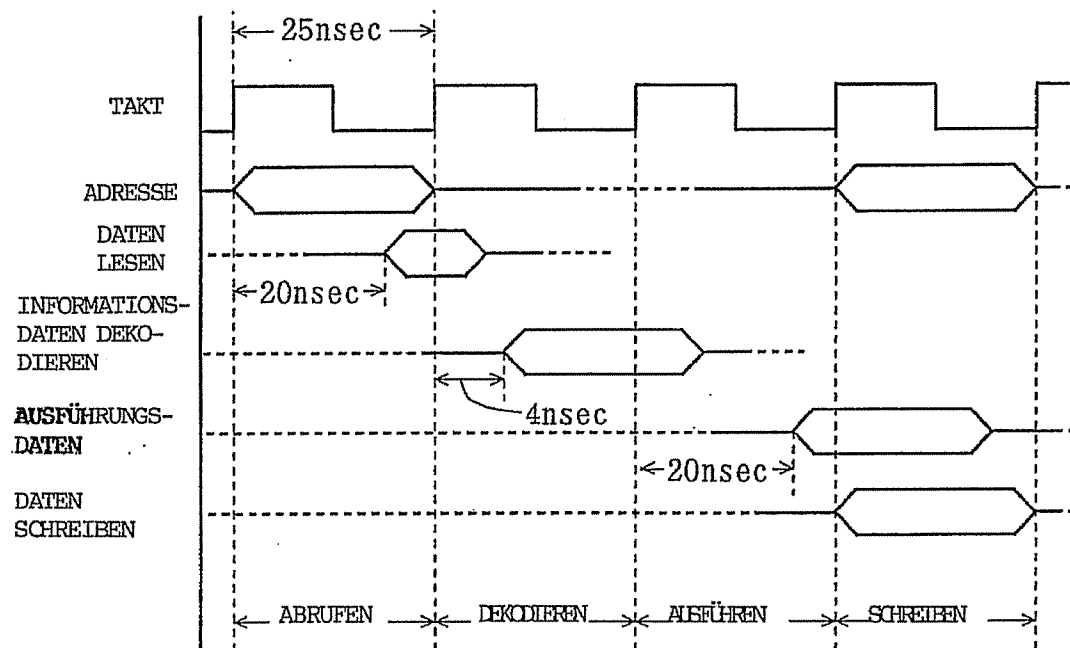 25nsec
TAKT
ADRESSE
DATEN
LESEN
20nsec
INFORMATIONS-
DATEN DEKO-
DIEREN
4nsec
AUSFÜHRUNGS-
DATEN
20nsec
DATEN
SCHREIBEN
ABRUFEN
DEKODIEREN
AUSFÜHREN
SCHREIBEN